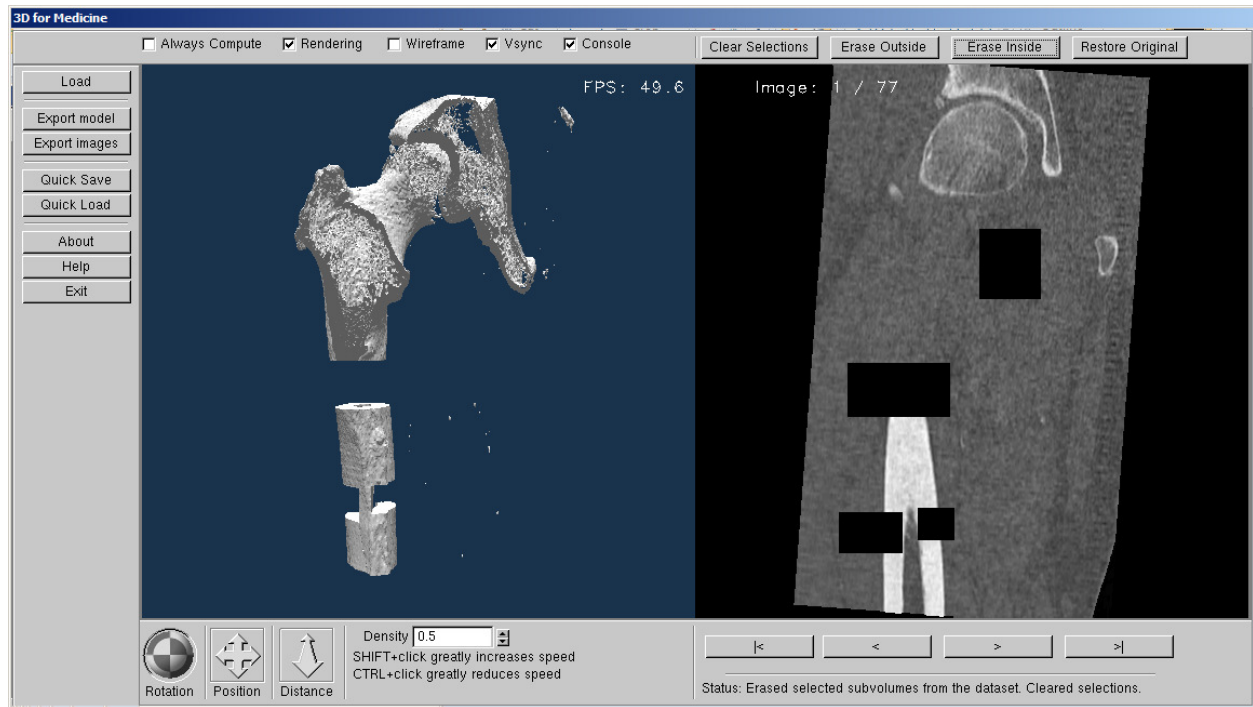 3D for Medicine
Always Compute Rendering Wireframe Vsync Console Clear Selections Erase Outside Erase Inside Restore Original
Load
Export model
Export images
Quick Save
Quick Load
About
Help
Exit
FPS: 49.6
Image: 1 / 77
Density 0.5
SHIFT+click greatly increases speed
CTRL+click greatly reduces speed
Rotation Position Distance
|< < > >|
Status: Erased selected subvolumes from the dataset. Cleared selections.